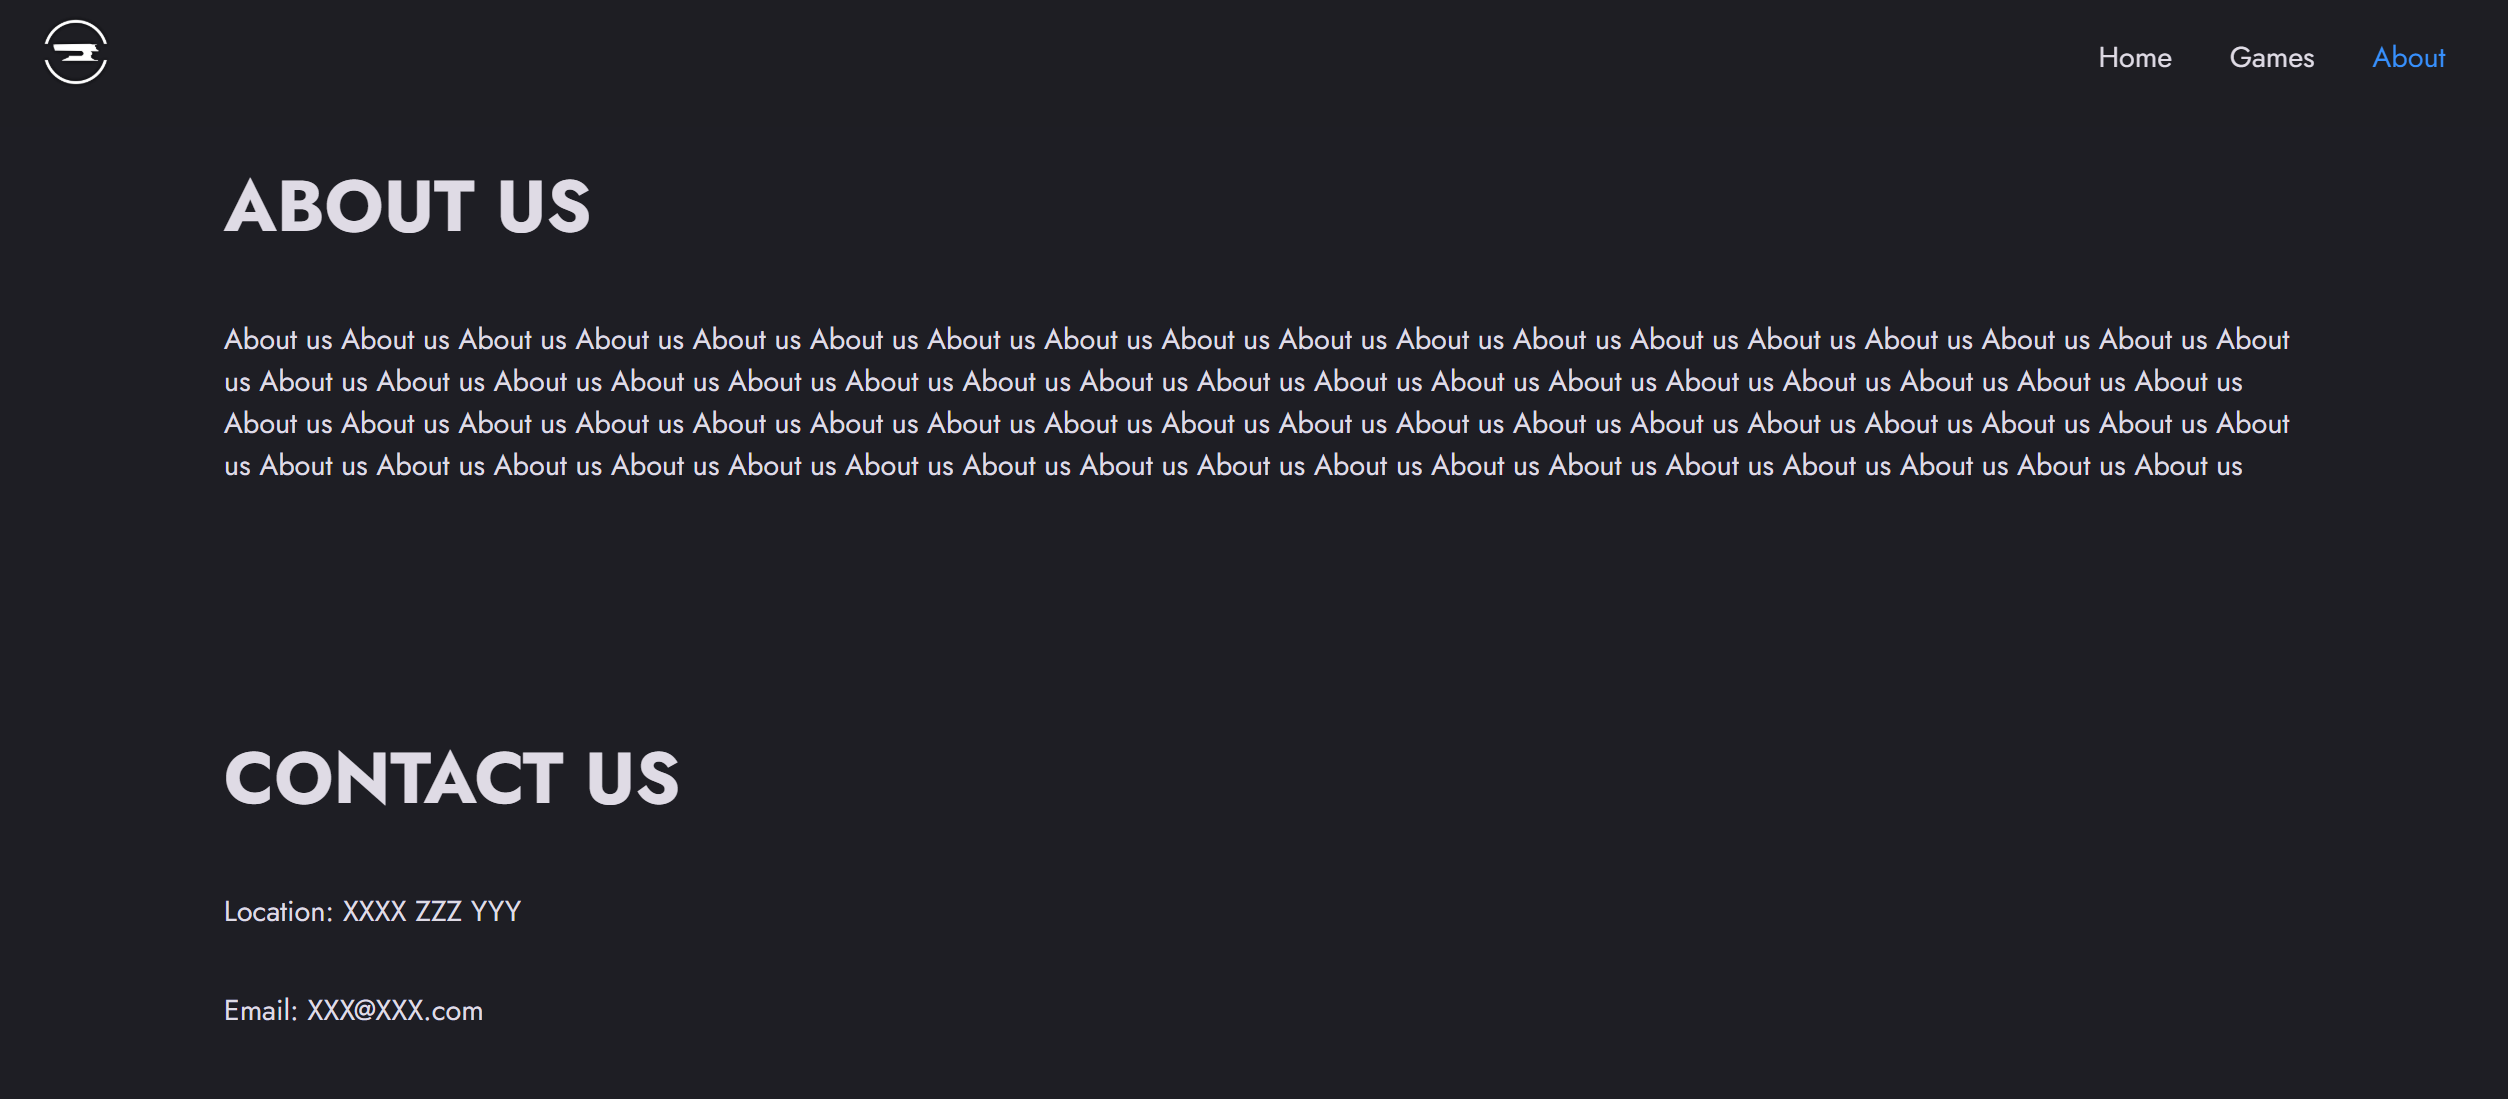 Home Games About
ABOUT US
About us About us About us About us About us About us About us About us About us About us About us About us About us About us About us About us About us About
us About us About us About us About us About us About us About us About us About us About us About us About us About us About us About us About us About us
About us About us About us About us About us About us About us About us About us About us About us About us About us About us About us About us About us About
us About us About us About us About us About us About us About us About us About us About us About us About us About us About us About us About us About us
CONTACT US
Location: XXXX ZZZ YYY
Email: XXX@XXX.com